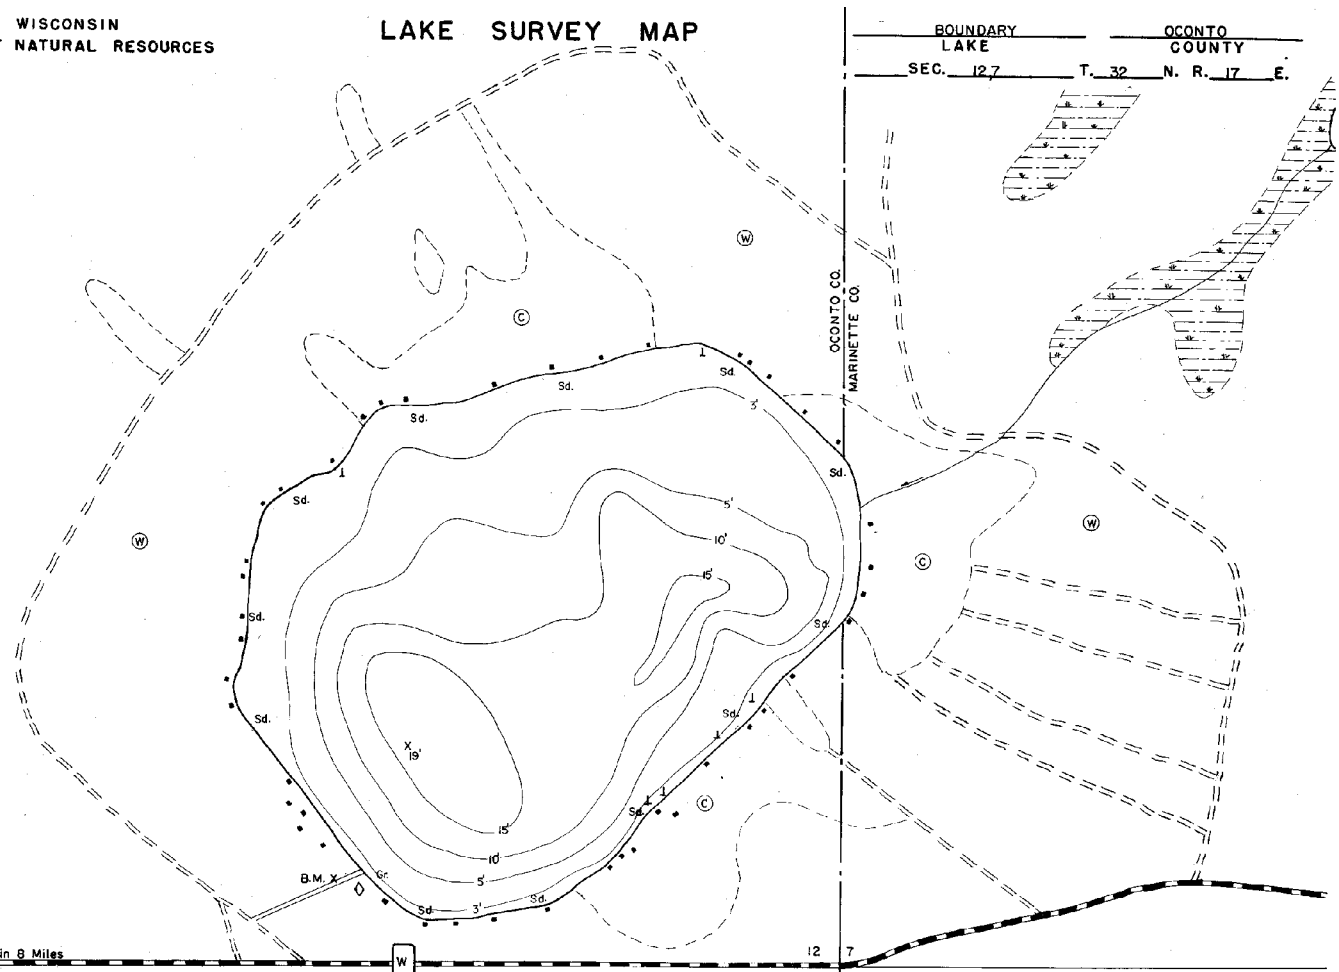 WISCONSIN
NATURAL RESOURCES
LAKE SURVEY MAP
BOUNDARY
LAKE
OCONTO
COUNTY
SEC. 12,7 T. 32 N. R. 17 E.
W
OCONTO CO.
MARINETTE CO.
C
Sd.
Sd.
Sd.
3'
Sd.
Sd.
5'
W
W
10'
C
15'
Sd.
Sd.
Sd.
Sd.
X
19'
C
Sd.
15'
10'
B.M. X
Gr.
5'
Sd.
3'
Sd.
in 8 Miles
W
12 7